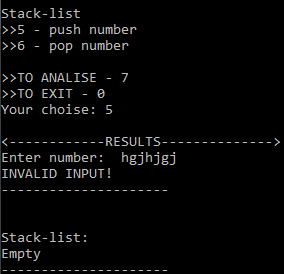 Stack-list
>>5 - push number
>>6 - pop number
>>TO ANALISE - 7
>>TO EXIT - 0
Your choise: 5
<------------RESULTS-------------->
Enter number:  hgjhjgj
INVALID INPUT!
---------------------
Stack-list:
Empty
---------------------